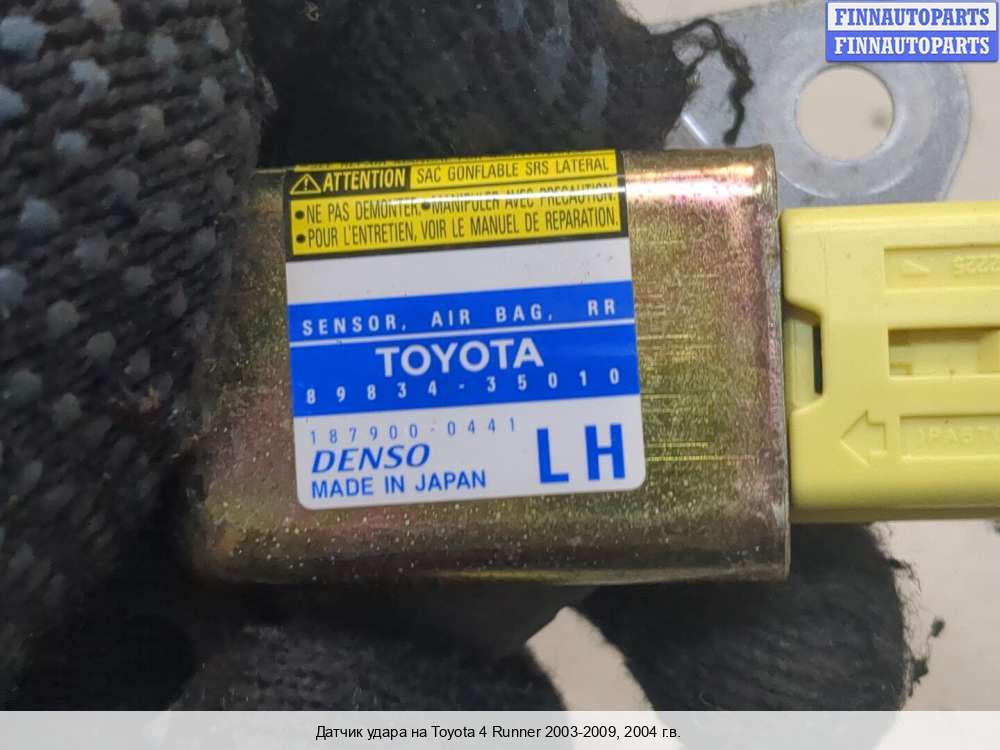 FINNAUTOPARTS
FINNAUTOPARTS
ATTENTION SAC GONFLABLE SRS LATERAL
•NE PAS DEMONTER.•MANIPULER AVEC PRECAUTION.
•POUR L'ENTRETIEN, VOIR LE MANUEL DE REPARATION.
SENSOR, AIR BAG, RR
TOYOTA
89834-35010
187900-0441
DENSO
LH
MADE IN JAPAN
Датчик удара на Toyota 4 Runner 2003-2009, 2004 г.в.